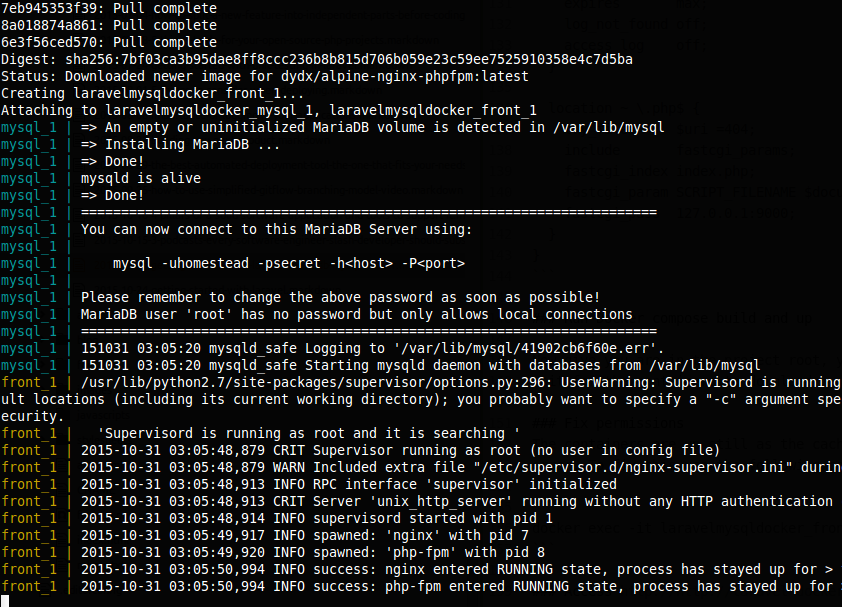 7eb945353f39: Pull complete
8a018874a861: Pull complete
6e3f56ced570: Pull complete
Digest: sha256:7bf03ca3b95dae8ff8ccc236b8b815d706b059e23c59ee7525910358e4c7d5ba
Status: Downloaded newer image for dydx/alpine-nginx-phpfpm:latest
Creating laravelmysqldocker_front_1...
Attaching to laravelmysqldocker_mysql_1, laravelmysqldocker_front_1
mysql_1 | => An empty or uninitialized MariaDB volume is detected in /var/lib/mysql
mysql_1 | => Installing MariaDB ...
mysql_1 | => Done!
mysql_1 | mysqld is alive
mysql_1 | => Done!
mysql_1 | ========================================================================
mysql_1 | You can now connect to this MariaDB Server using:
mysql_1 |
mysql_1 |     mysql -uhomestead -psecret -h<host> -P<port>
mysql_1 |
mysql_1 | Please remember to change the above password as soon as possible!
mysql_1 | MariaDB user 'root' has no password but only allows local connections
mysql_1 | ========================================================================
mysql_1 | 151031 03:05:20 mysqld_safe Logging to '/var/lib/mysql/41902cb6f60e.err'.
mysql_1 | 151031 03:05:20 mysqld_safe Starting mysqld daemon with databases from /var/lib/mysql
front_1 | /usr/lib/python2.7/site-packages/supervisor/options.py:296: UserWarning: Supervisord is running
ult locations (including its current working directory); you probably want to specify a "-c" argument spe
ecurity.
front_1 |   'Supervisord is running as root and it is searching '
front_1 | 2015-10-31 03:05:48,879 CRIT Supervisor running as root (no user in config file)
front_1 | 2015-10-31 03:05:48,879 WARN Included extra file "/etc/supervisor.d/nginx-supervisor.ini" durin
front_1 | 2015-10-31 03:05:48,913 INFO RPC interface 'supervisor' initialized
front_1 | 2015-10-31 03:05:48,913 CRIT Server 'unix_http_server' running without any HTTP authentication
front_1 | 2015-10-31 03:05:48,914 INFO supervisord started with pid 1
front_1 | 2015-10-31 03:05:49,917 INFO spawned: 'nginx' with pid 7
front_1 | 2015-10-31 03:05:49,920 INFO spawned: 'php-fpm' with pid 8
front_1 | 2015-10-31 03:05:50,994 INFO success: nginx entered RUNNING state, process has stayed up for >
front_1 | 2015-10-31 03:05:50,994 INFO success: php-fpm entered RUNNING state, process has stayed up for >